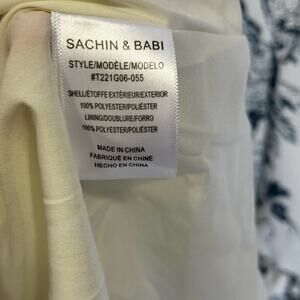 SACHIN & BABI
STYLE/MODÈLE/MODELO
#T221G06-055
SHELL/ÉTOFFE EXTÉRIEUR/EXTERIOR
100% POLYESTER/POLIÉSTER
LINING/DOUBLURE/FORRO
100% POLYESTER/POLIÉSTER
MADE IN CHINA
FABRIQUÉ EN CHINE
HECHO EN CHINA